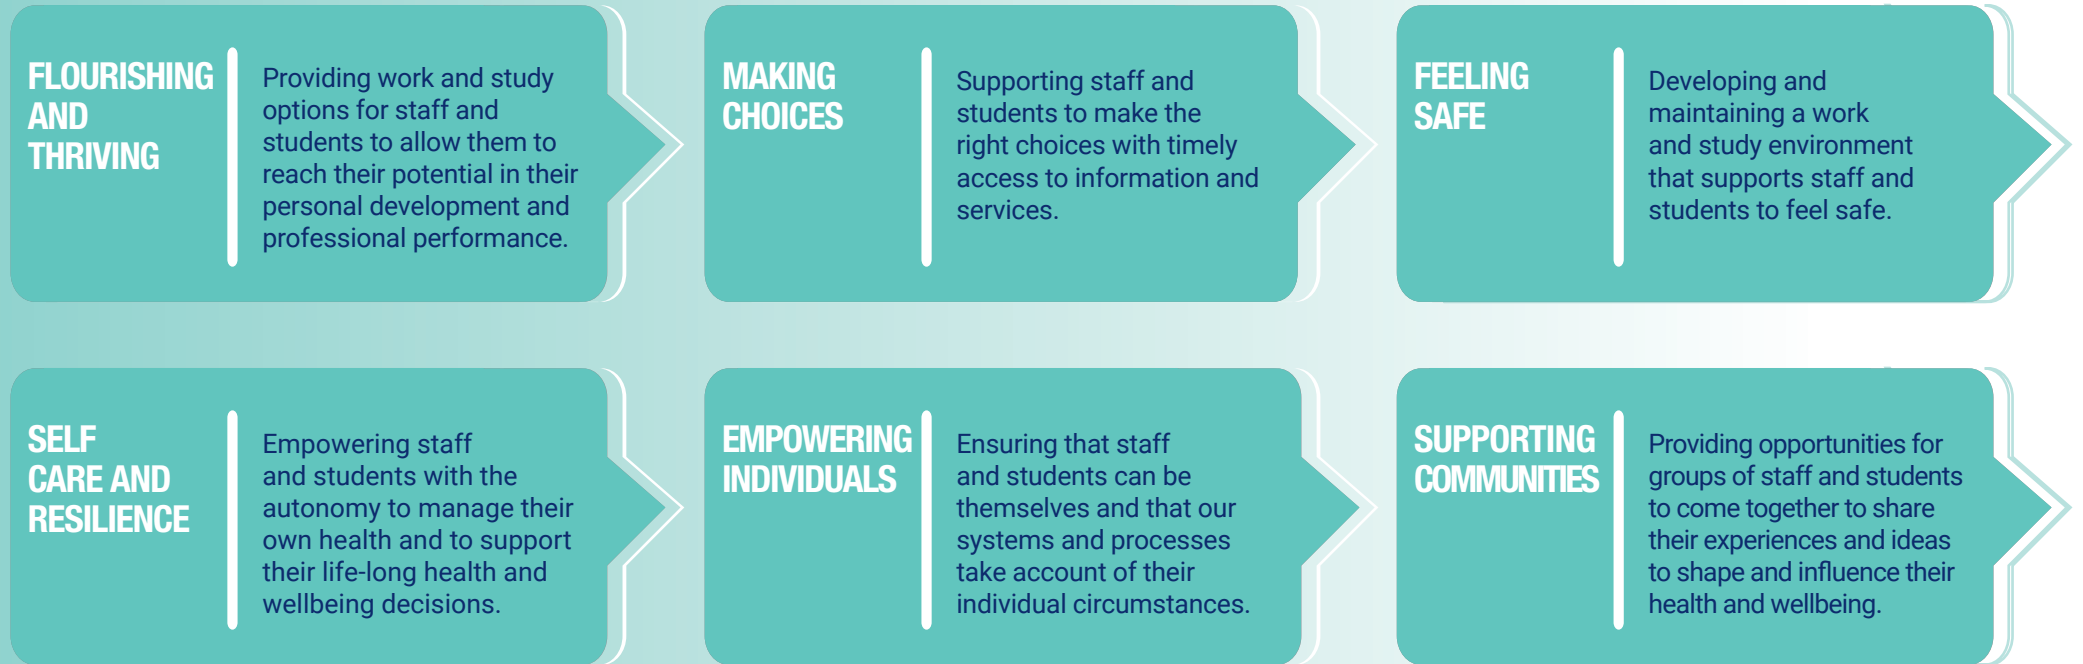 FLOURISHING
AND
THRIVING
Providing work and study
options for staff and
students to allow them to
reach their potential in their
personal development and
professional performance.
MAKING
CHOICES
Supporting staff and
students to make the
right choices with timely
access to information and
services.
FEELING
SAFE
Developing and
maintaining a work
and study environment
that supports staff and
students to feel safe.
SELF
CARE AND
RESILIENCE
Empowering staff
and students with the
autonomy to manage their
own health and to support
their life-long health and
wellbeing decisions.
EMPOWERING
INDIVIDUALS
Ensuring that staff
and students can be
themselves and that our
systems and processes
take account of their
individual circumstances.
SUPPORTING
COMMUNITIES
Providing opportunities for
groups of staff and students
to come together to share
their experiences and ideas
to shape and influence their
health and wellbeing.